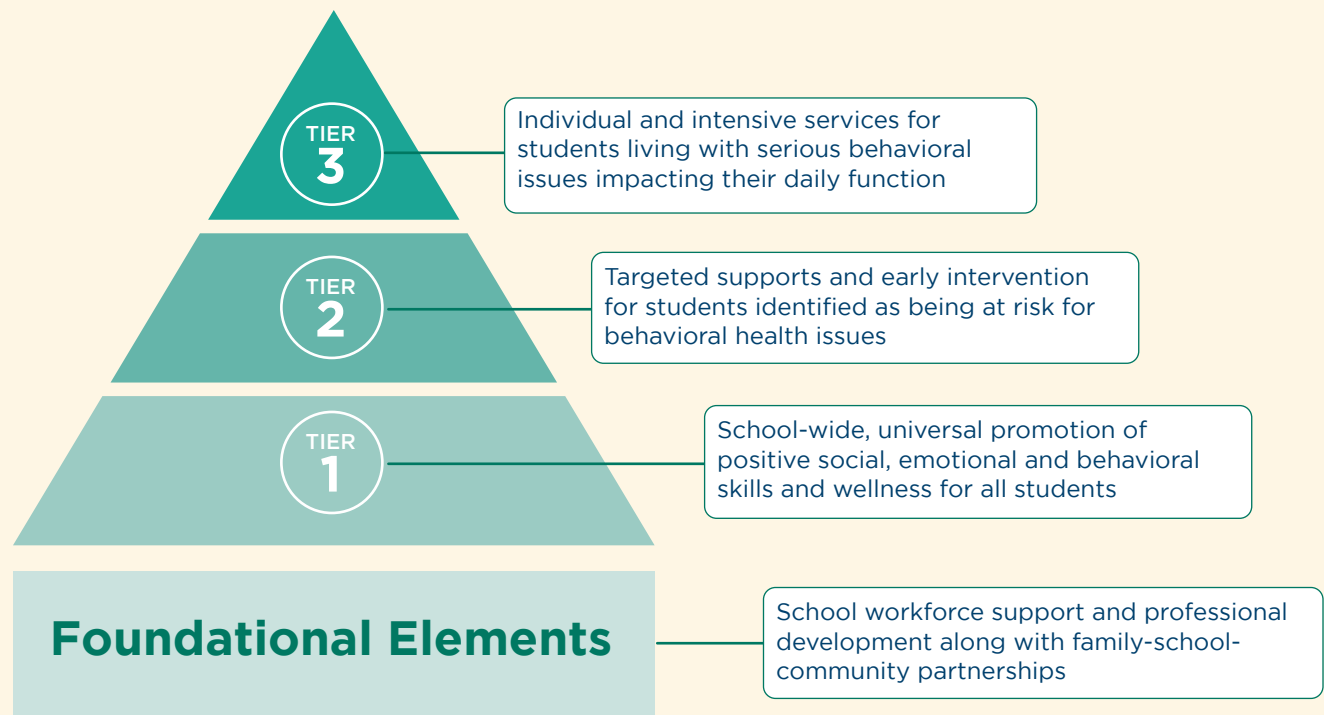 TIER
3
Individual and intensive services for
students living with serious behavioral
issues impacting their daily function
TIER
2
Targeted supports and early intervention
for students identified as being at risk for
behavioral health issues
TIER
1
School-wide, universal promotion of
positive social, emotional and behavioral
skills and wellness for all students
Foundational Elements
School workforce support and professional
development along with family-school-
community partnerships